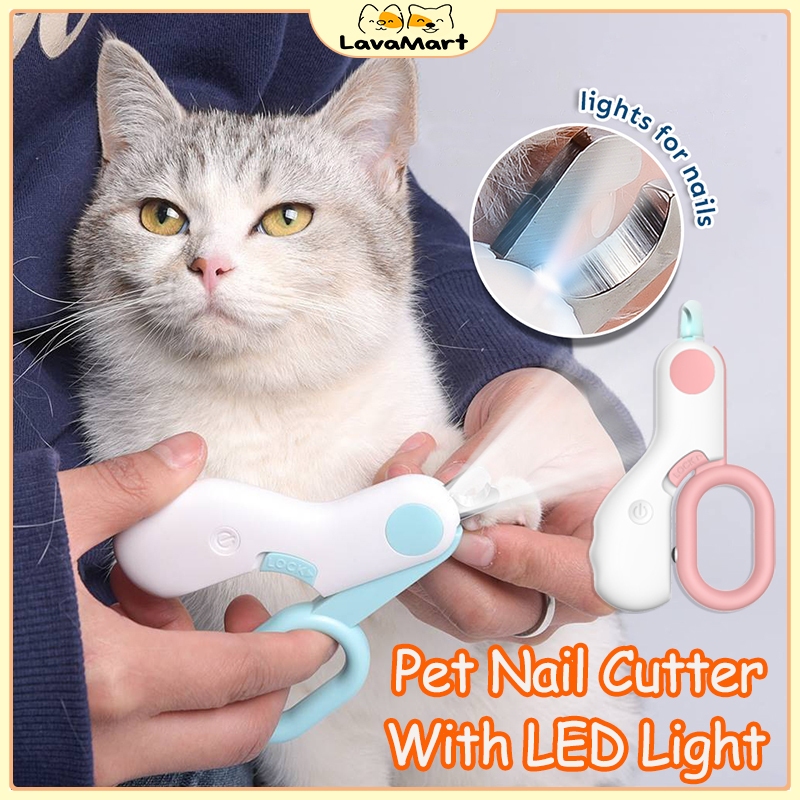 LavaMart
lights for nails
LOCK
LOCK
Pet Nail Cutter
With LED Light